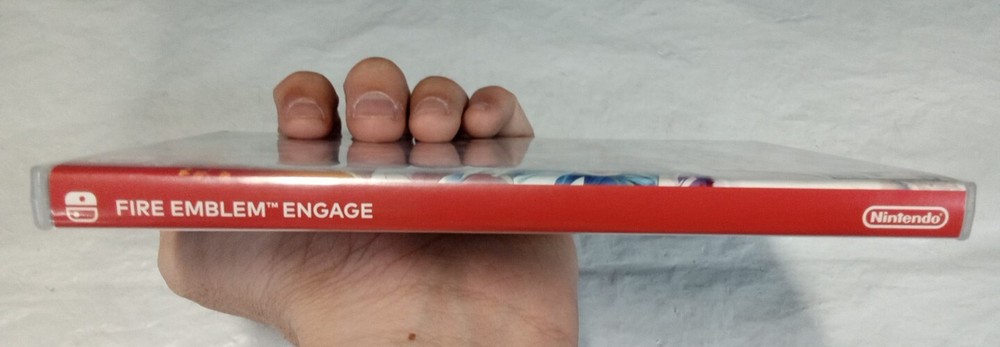 FIRE EMBLEM™ ENGAGE
Nintendo